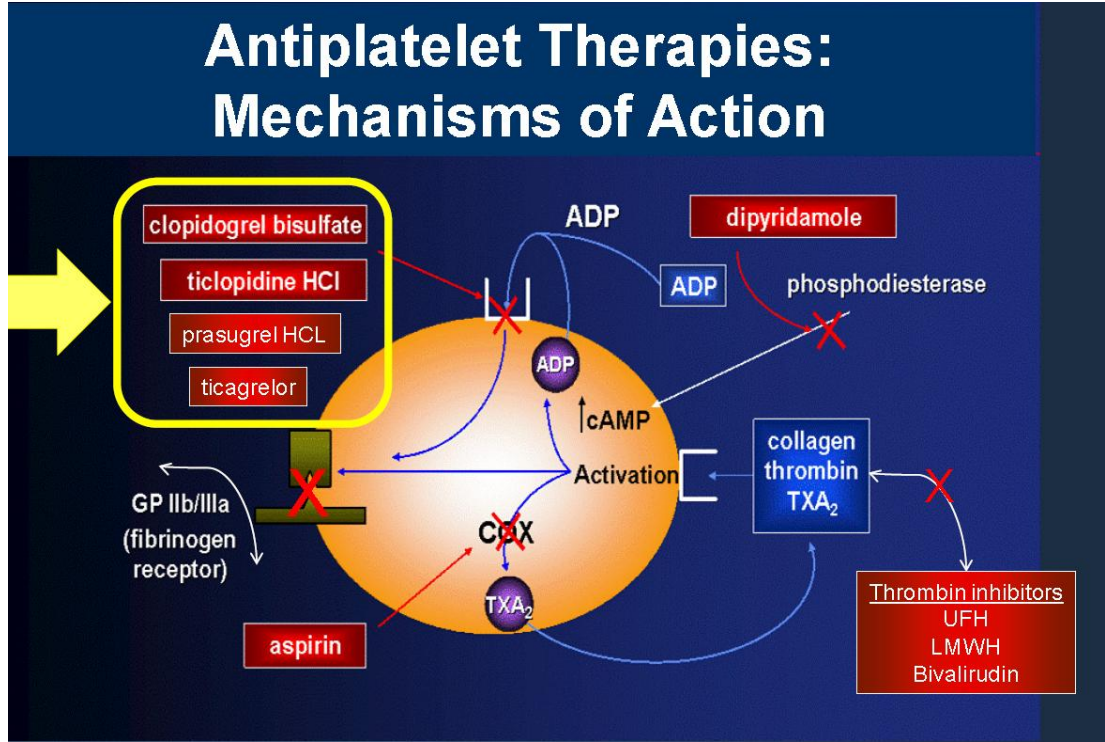 Antiplatelet Therapies:
Mechanisms of Action
clopidogrel bisulfate
ticlopidine HCl
prasugrel HCL
ticagrelor
ADP
ADP
dipyridamole
phosphodiesterase
ADP
↑cAMP
Activation
collagen
thrombin
TXA₂
GP IIb/IIIa
(fibrinogen
receptor)
COX
TXA₂
aspirin
Thrombin inhibitors
UFH
LMWH
Bivalirudin